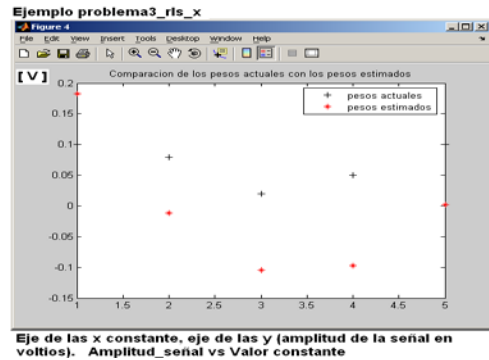 Ejemplo problema3_rls_x
Figure 4
File Edit View Insert Tools Desktop Window Help
[ V ]
Comparacion de los pesos actuales con los pesos estimados
0.2
pesos actuales
pesos estimados
0.15
0.1
0.05
0
-0.05
-0.1
-0.15
1 1.5 2 2.5 3 3.5 4 4.5 5
Eje de las x constante, eje de las y (amplitud de la señal en
voltios). Amplitud_señal vs Valor constante